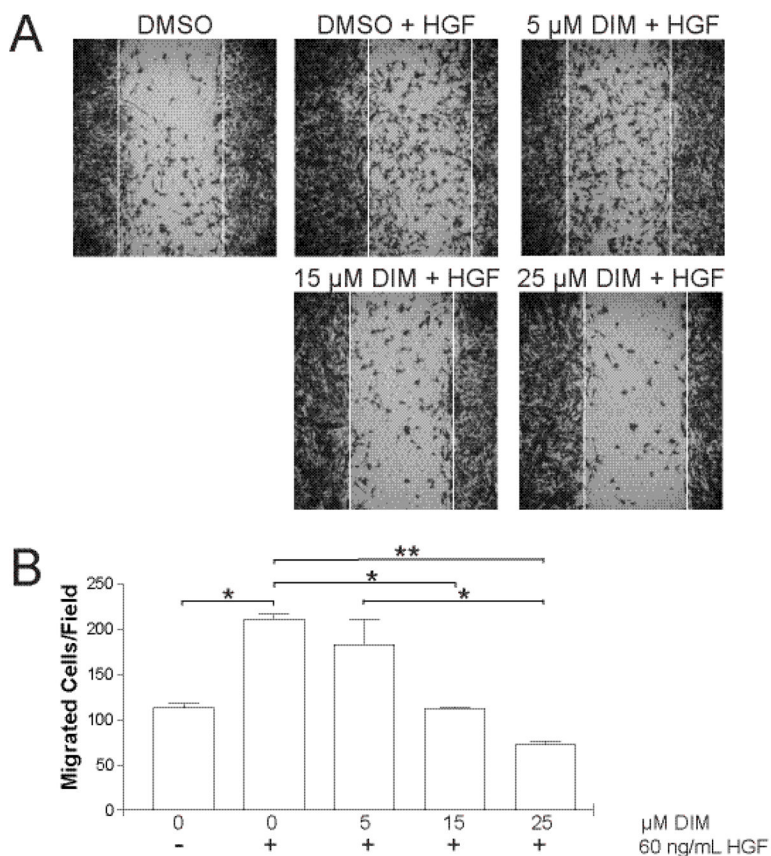 A
DMSO
DMSO + HGF
5 µM DIM + HGF
15 µM DIM + HGF
25 µM DIM + HGF
B
**
* * *
Migrated Cells/Field
250
200
150
100
50
0
0 0 5 15 25 µM DIM
- + + + + 60 ng/mL HGF